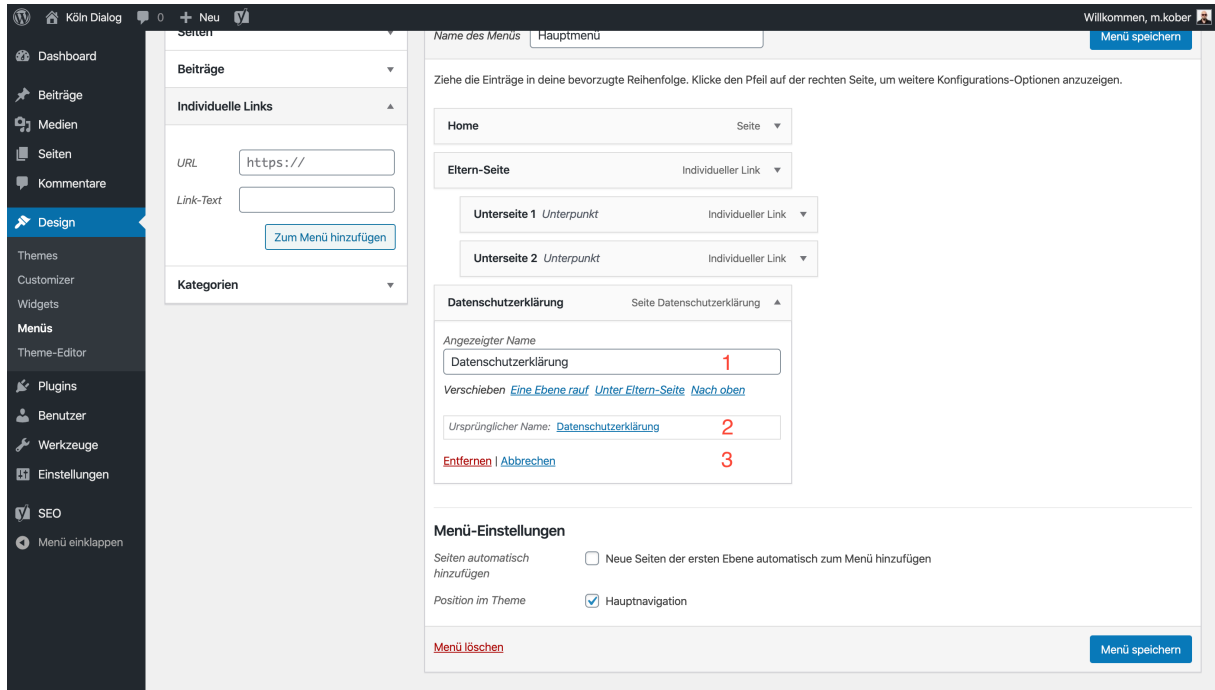 Köln Dialog 0 Neu Willkommen, m.kober
Dashboard
Beiträge
Medien
Seiten
Kommentare
Design
Themes
Customizer
Widgets
Menüs
Theme-Editor
Plugins
Benutzer
Werkzeuge
Einstellungen
SEO
Menü einklappen
Seiten
Beiträge
Individuelle Links
URL https://
Link-Text
Zum Menü hinzufügen
Kategorien
Name des Menüs Hauptmenü Menü speichern
Ziehe die Einträge in deine bevorzugte Reihenfolge. Klicke den Pfeil auf der rechten Seite, um weitere Konfigurations-Optionen anzuzeigen.
Home Seite
Eltern-Seite Individueller Link
Unterseite 1 Unterpunkt Individueller Link
Unterseite 2 Unterpunkt Individueller Link
Datenschutzerklärung Seite Datenschutzerklärung
Angezeigter Name
Datenschutzerklärung 1
Verschieben Eine Ebene rauf Unter Eltern-Seite Nach oben
Ursprünglicher Name: Datenschutzerklärung 2
Entfernen | Abbrechen 3
Menü-Einstellungen
Seiten automatisch
hinzufügen
Neue Seiten der ersten Ebene automatisch zum Menü hinzufügen
Position im Theme Hauptnavigation
Menü löschen Menü speichern